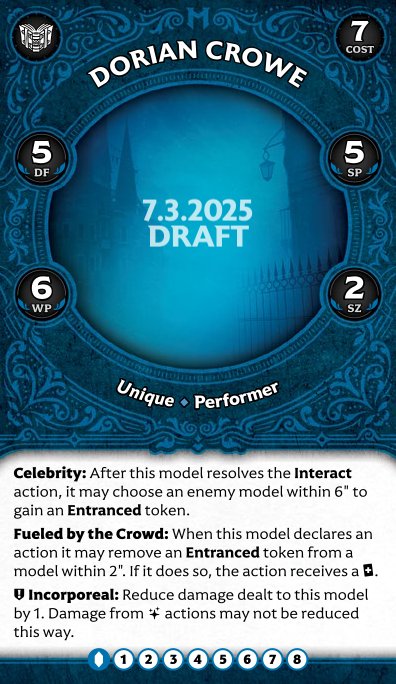 7
COST
DORIAN CROWE
5
DF
5
SP
7.3.2025
DRAFT
6
WP
2
SZ
Unique ◆ Performer
Celebrity: After this model resolves the Interact
action, it may choose an enemy model within 6" to
gain an Entranced token.
Fueled by the Crowd: When this model declares an
action it may remove an Entranced token from a
model within 2". If it does so, the action receives a .
Incorporeal: Reduce damage dealt to this model
by 1. Damage from actions may not be reduced
this way.
1 2 3 4 5 6 7 8